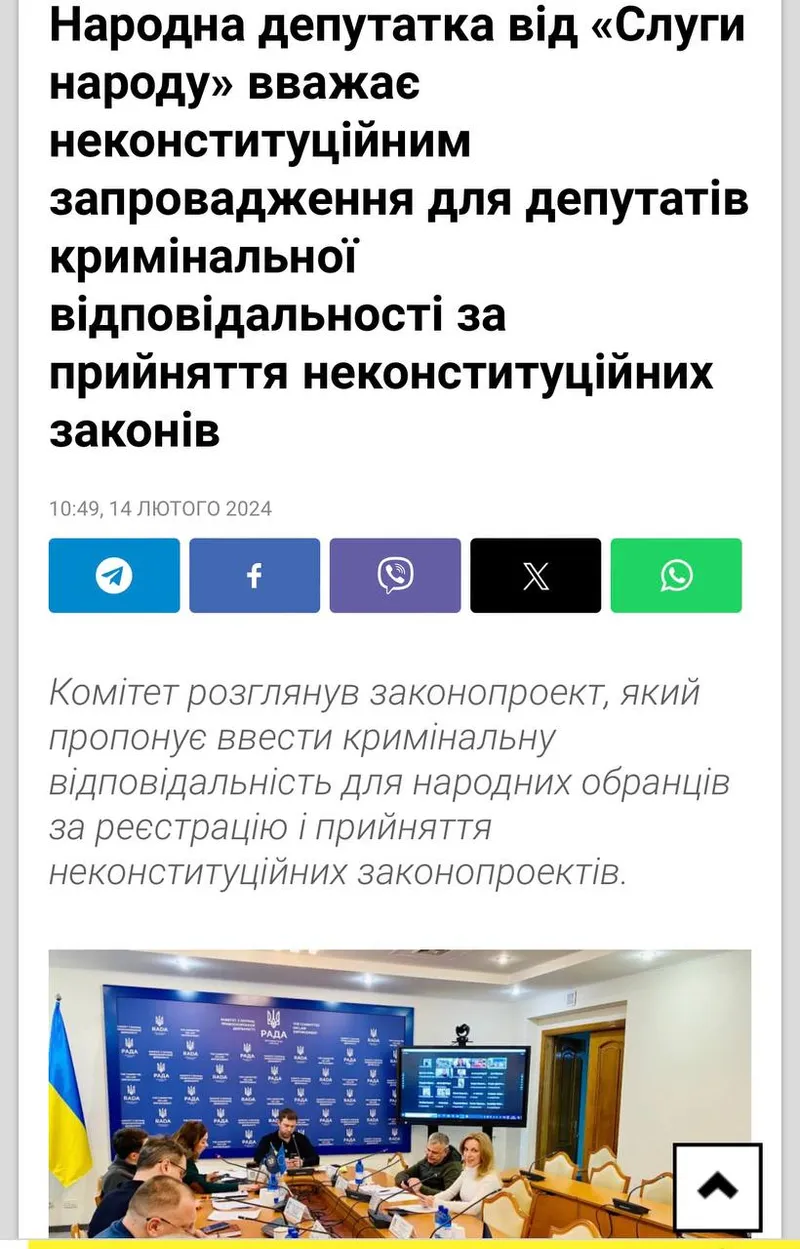 Народна депутатка від «Слуги
народу» вважає
неконституційним
запровадження для депутатів
кримінальної
відповідальності за
прийняття неконституційних
законів
10:49, 14 ЛЮТОГО 2024
Комітет розглянув законопроект, який
пропонує ввести кримінальну
відповідальність для народних обранців
за реєстрацію і прийняття
неконституційних законопроектів.
РАДА